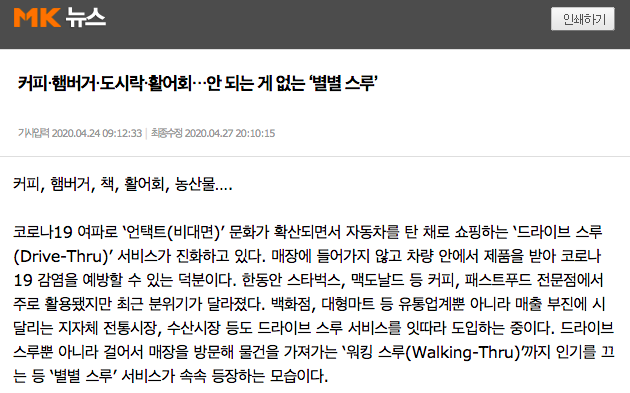 MK 뉴스
인쇄하기
커피·햄버거·도시락·활어회…안 되는 게 없는 ‘별별 스루’
기사입력 2020.04.24 09:12:33 | 최종수정 2020.04.27 20:10:15
커피, 햄버거, 책, 활어회, 농산물....
코로나19 여파로 ‘언택트(비대면)’ 문화가 확산되면서 자동차를 탄 채로 쇼핑하는 ‘드라이브 스루
(Drive-Thru)’ 서비스가 진화하고 있다. 매장에 들어가지 않고 차량 안에서 제품을 받아 코로나
19 감염을 예방할 수 있는 덕분이다. 한동안 스타벅스, 맥도날드 등 커피, 패스트푸드 전문점에서
주로 활용됐지만 최근 분위기가 달라졌다. 백화점, 대형마트 등 유통업계뿐 아니라 매출 부진에 시
달리는 지자체 전통시장, 수산시장 등도 드라이브 스루 서비스를 잇따라 도입하는 중이다. 드라이브
스루뿐 아니라 걸어서 매장을 방문해 물건을 가져가는 ‘워킹 스루(Walking-Thru)’까지 인기를 끄
는 등 ‘별별 스루’ 서비스가 속속 등장하는 모습이다.